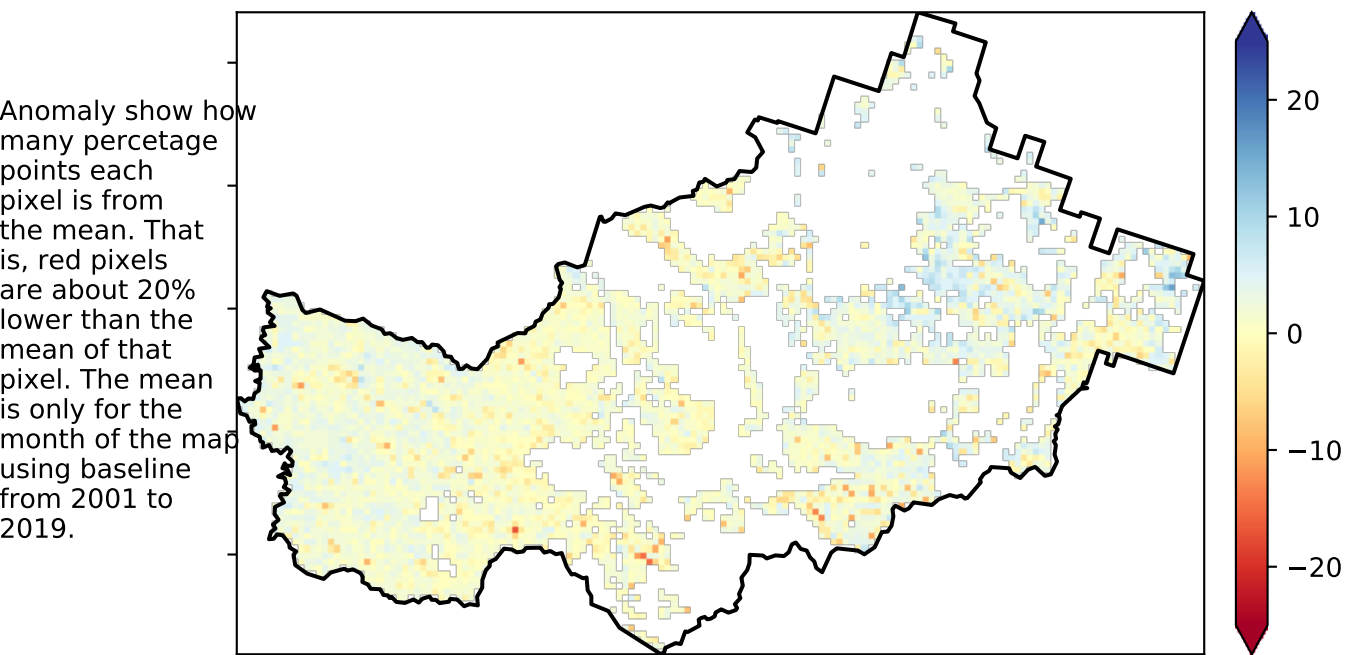 Anomaly show how
many percetage
points each
pixel is from
the mean. That
is, red pixels
are about 20%
lower than the
mean of that
pixel. The mean
is only for the
month of the map
using baseline
from 2001 to
2019.
20
10
0
−10
−20